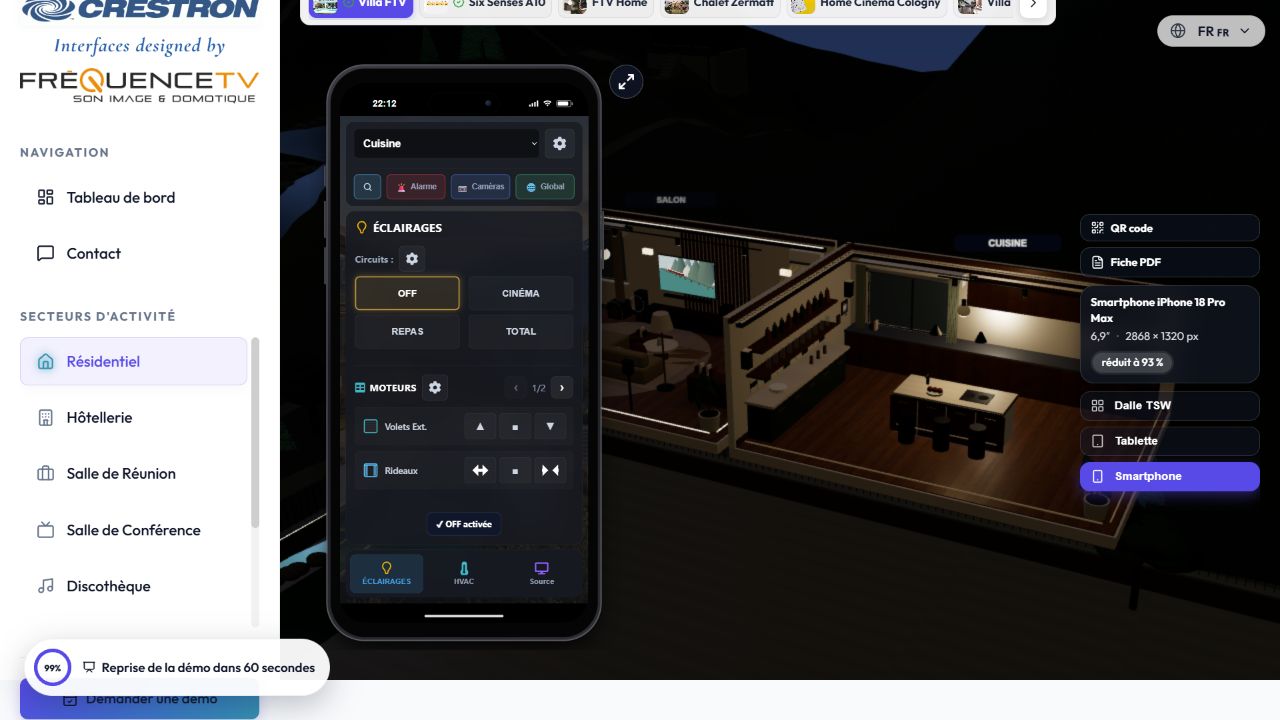 CRESTRON
Interfaces designed by
FRÉQUENCETV
SON IMAGE & DOMOTIQUE
NAVIGATION
Tableau de bord
Contact
SECTEURS D'ACTIVITÉ
Résidentiel
Hôtellerie
Salle de Réunion
Salle de Conférence
Discothèque
99%
Reprise de la démo dans 60 secondes
Demander une démo
Villa FTV
Six Senses A10
FTV Home
Chalet Zermatt
Home Cinema Cologny
Villa
FR FR
22:12
Cuisine
Alarme
Caméras
Global
ÉCLAIRAGES
Circuits :
OFF
CINÉMA
REPAS
TOTAL
MOTEURS
1/2
Volets Ext.
Rideaux
✓ OFF activée
ÉCLAIRAGES
HVAC
Source
SALON
CUISINE
QR code
Fiche PDF
Smartphone iPhone 18 Pro
Max
6,9" · 2868 × 1320 px
réduit à 93 %
Dalle TSW
Tablette
Smartphone